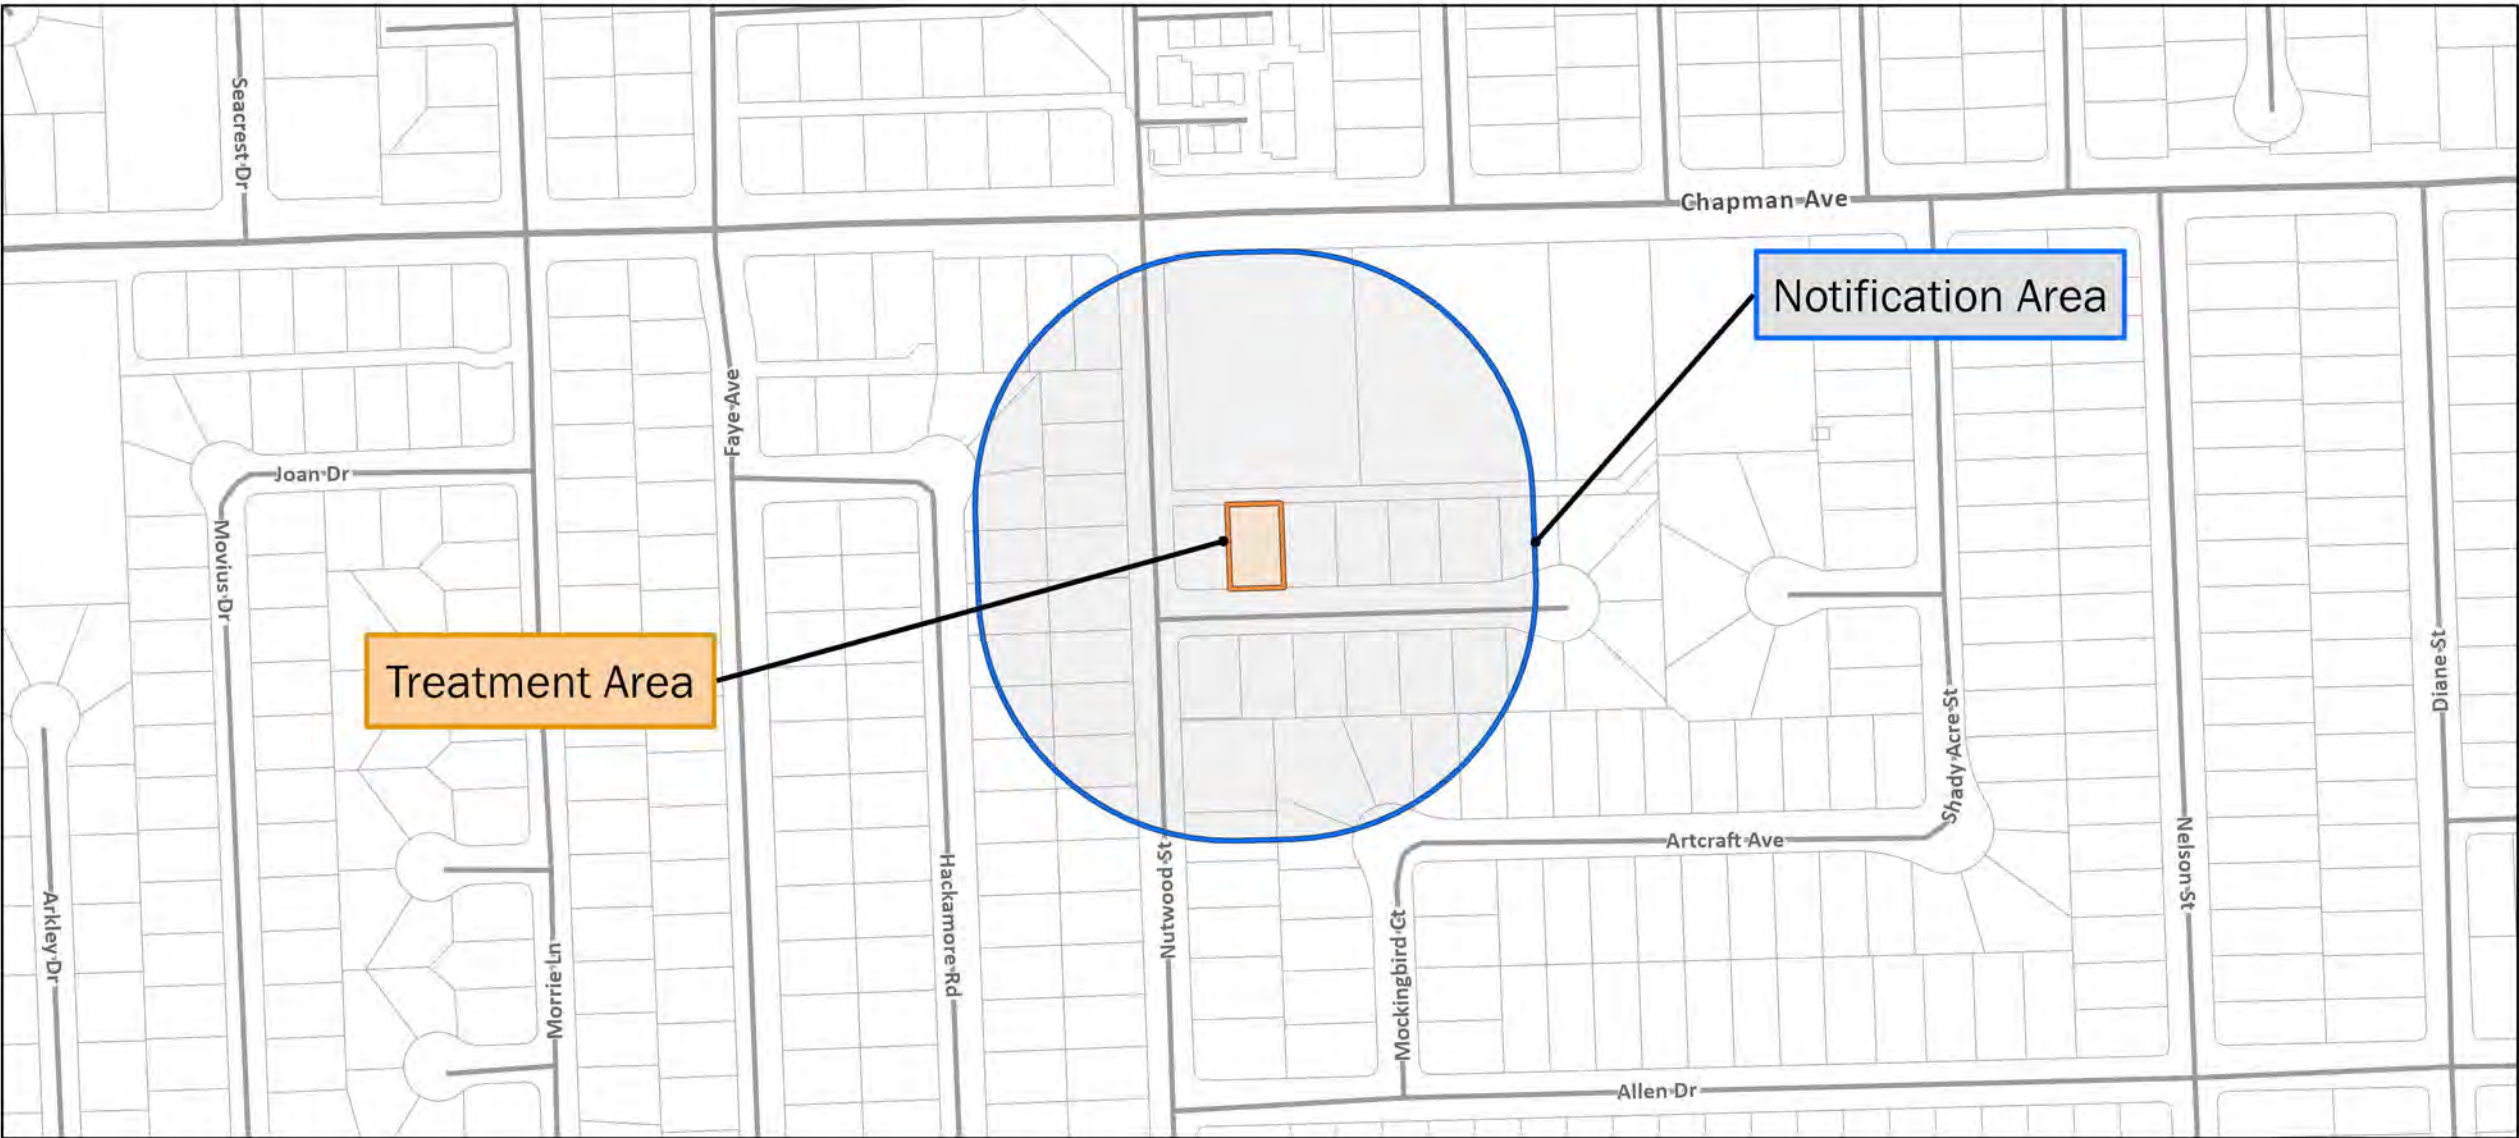 Seacrest Dr
Chapman Ave
Notification Area
Faye Ave
Joan Dr
Movius Dr
Treatment Area
Diane St
Shady Acre St
Artcraft Ave
Nelson St
Nutwood St
Hackamore Rd
Arkley Dr
Mockingbird Ct
Morrie Ln
Allen Dr